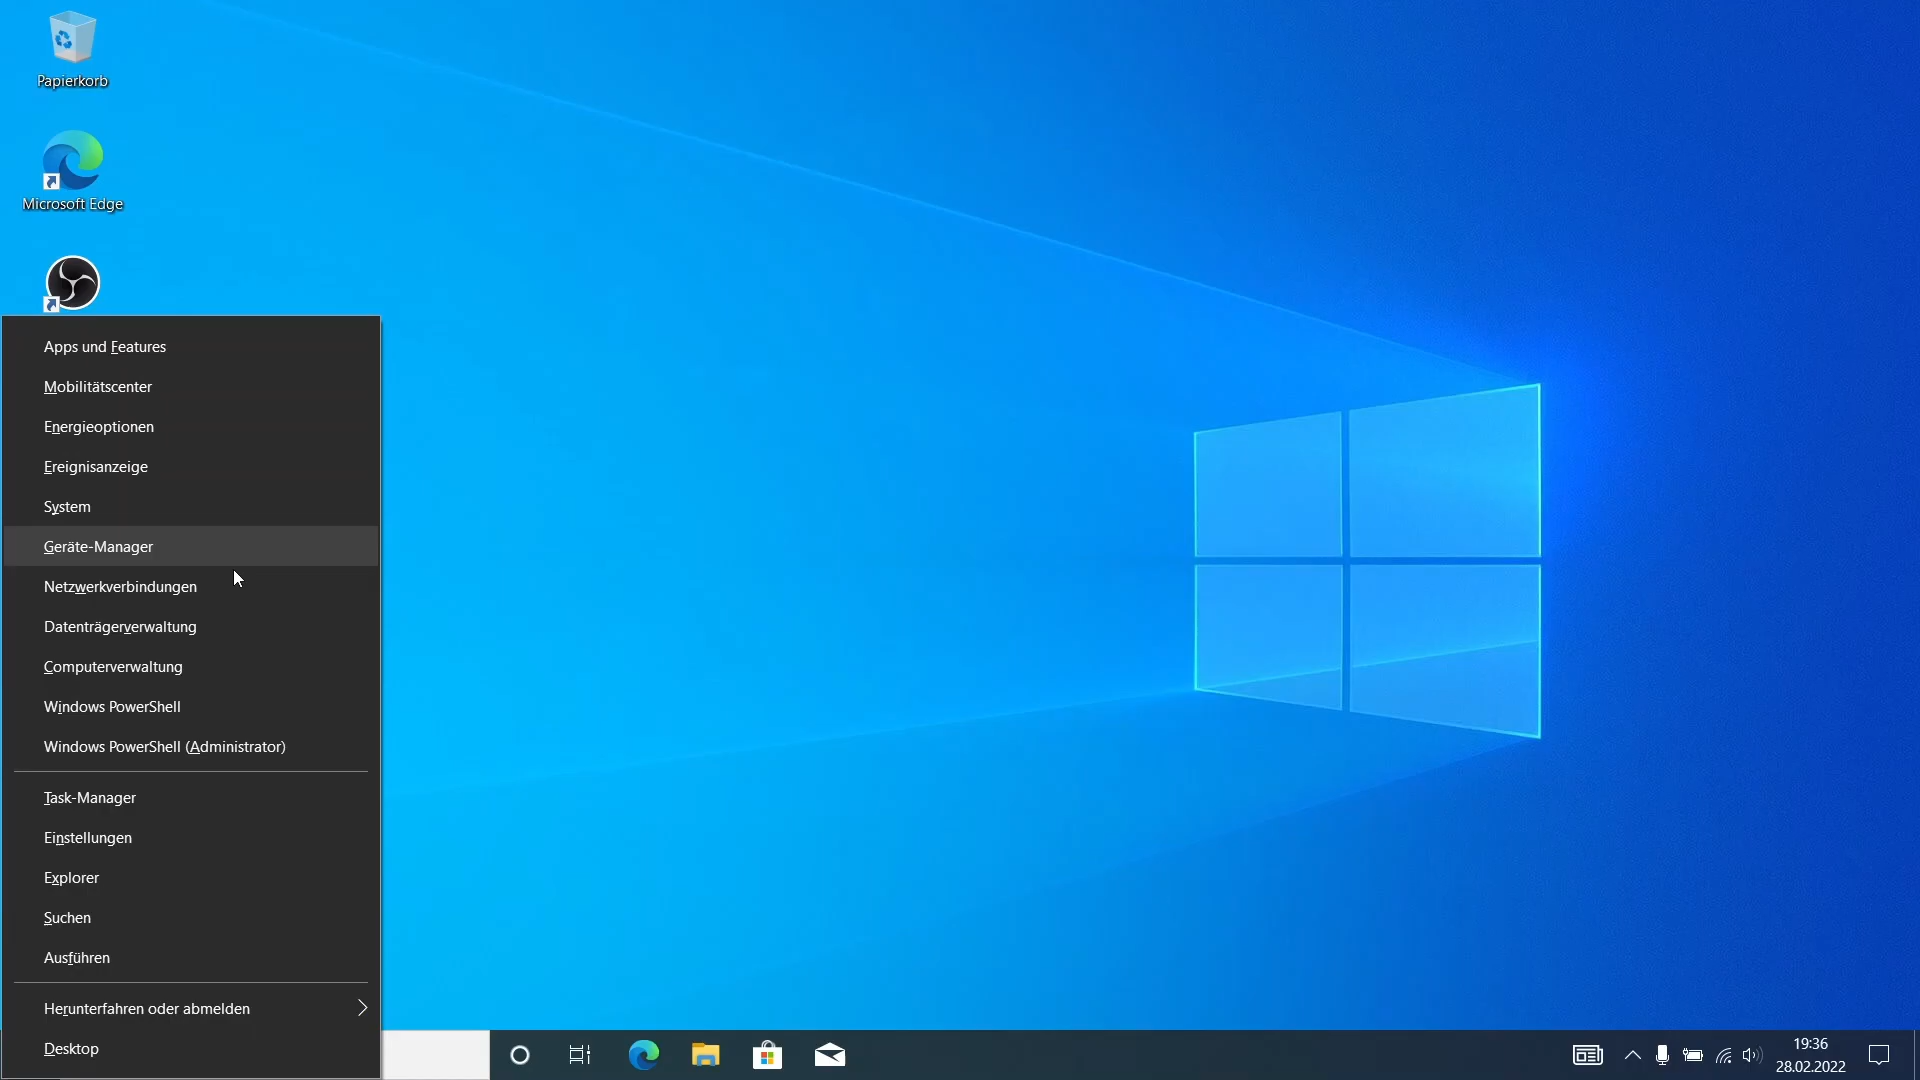 Papierkorb
Microsoft Edge
Apps und Features
Mobilitätscenter
Energieoptionen
Ereignisanzeige
System
Geräte-Manager
Netzwerkverbindungen
Datenträgerverwaltung
Computerverwaltung
Windows PowerShell
Windows PowerShell (Administrator)
Task-Manager
Einstellungen
Explorer
Suchen
Ausführen
Herunterfahren oder abmelden
Desktop
19:36
28.02.2022